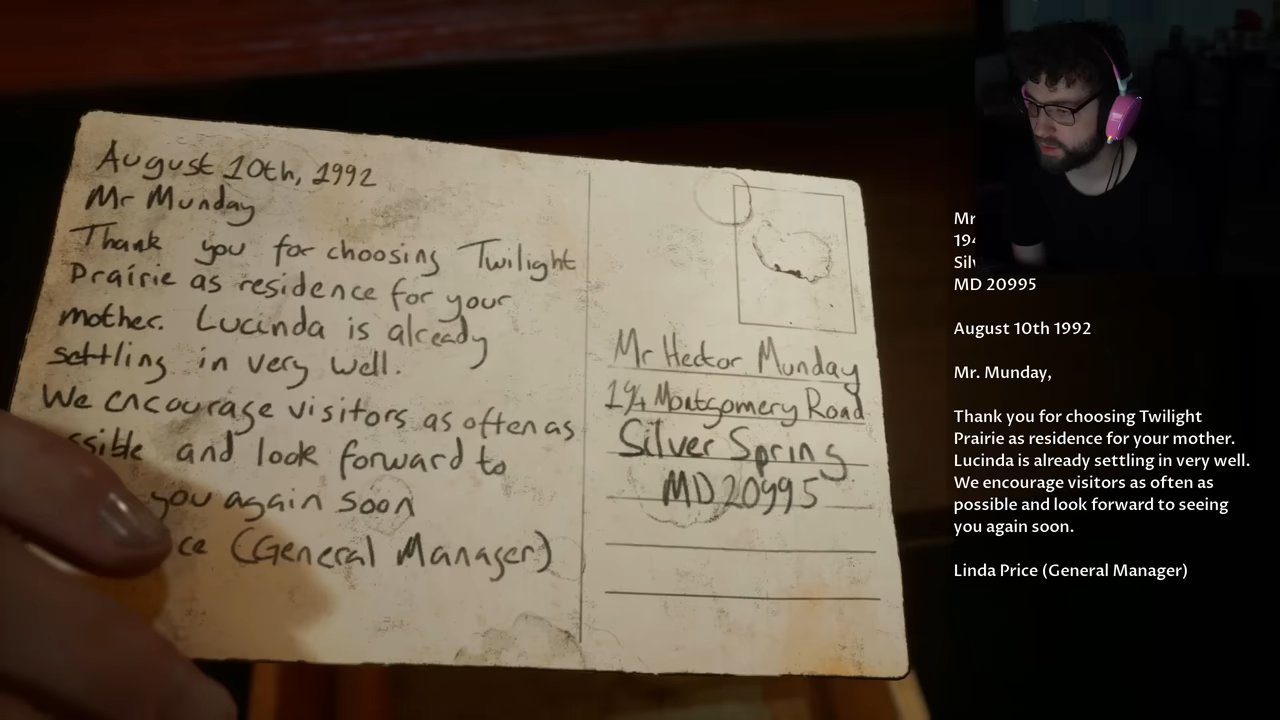 August 10th, 1992
Mr Munday
Thank you for choosing Twilight
Prairie as residence for your
mother. Lucinda is already
settling in very well.
We encourage visitors as often as
ssible and look forward to
you again soon
ce (General Manager)
Mr Hector Munday
194 Montgomery Road
Silver Spring
MD 20995
Mr
194
Silv
MD 20995
August 10th 1992
Mr. Munday,
Thank you for choosing Twilight
Prairie as residence for your mother.
Lucinda is already settling in very well.
We encourage visitors as often as
possible and look forward to seeing
you again soon.
Linda Price (General Manager)